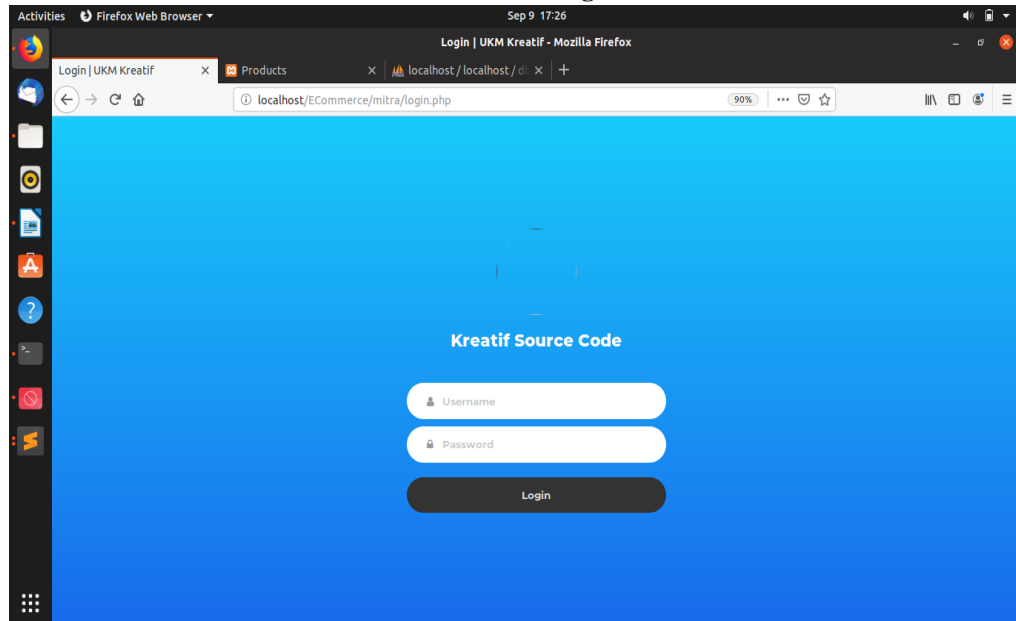 Activities Firefox Web Browser Sep 9 17:26
Login | UKM Kreatif - Mozilla Firefox
Login | UKM Kreatif Products localhost / localhost / db
localhost/ECommerce/mitra/login.php 90%
Kreatif Source Code
Username
Password
Login